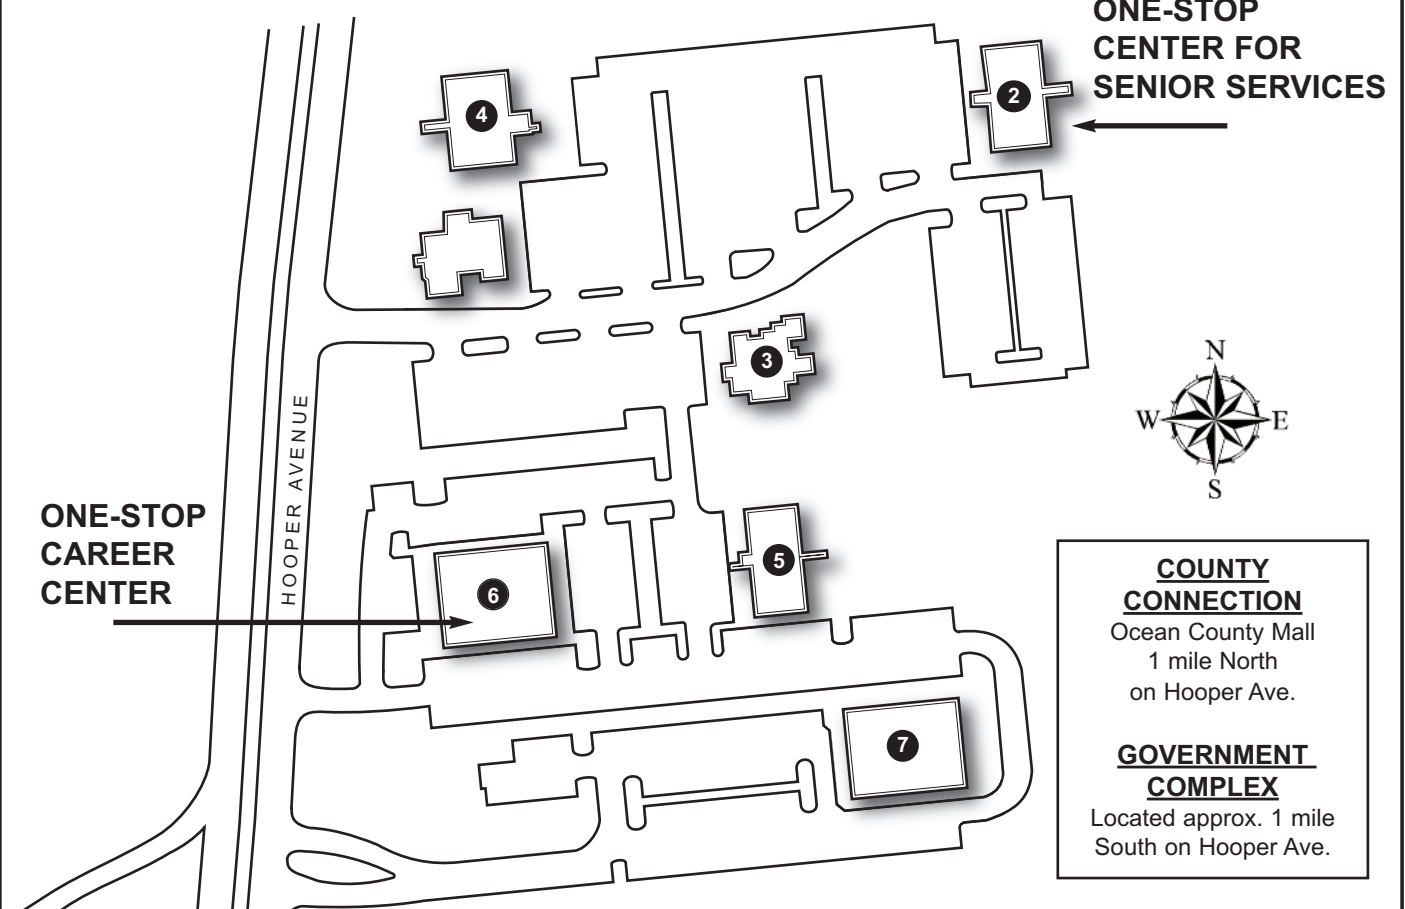 ONE-STOP
CENTER FOR
SENIOR SERVICES
4
2
3
N
W
E
S
HOOPER AVENUE
ONE-STOP
CAREER
CENTER
5
6
7
COUNTY
CONNECTION
Ocean County Mall
1 mile North
on Hooper Ave.
GOVERNMENT
COMPLEX
Located approx. 1 mile
South on Hooper Ave.